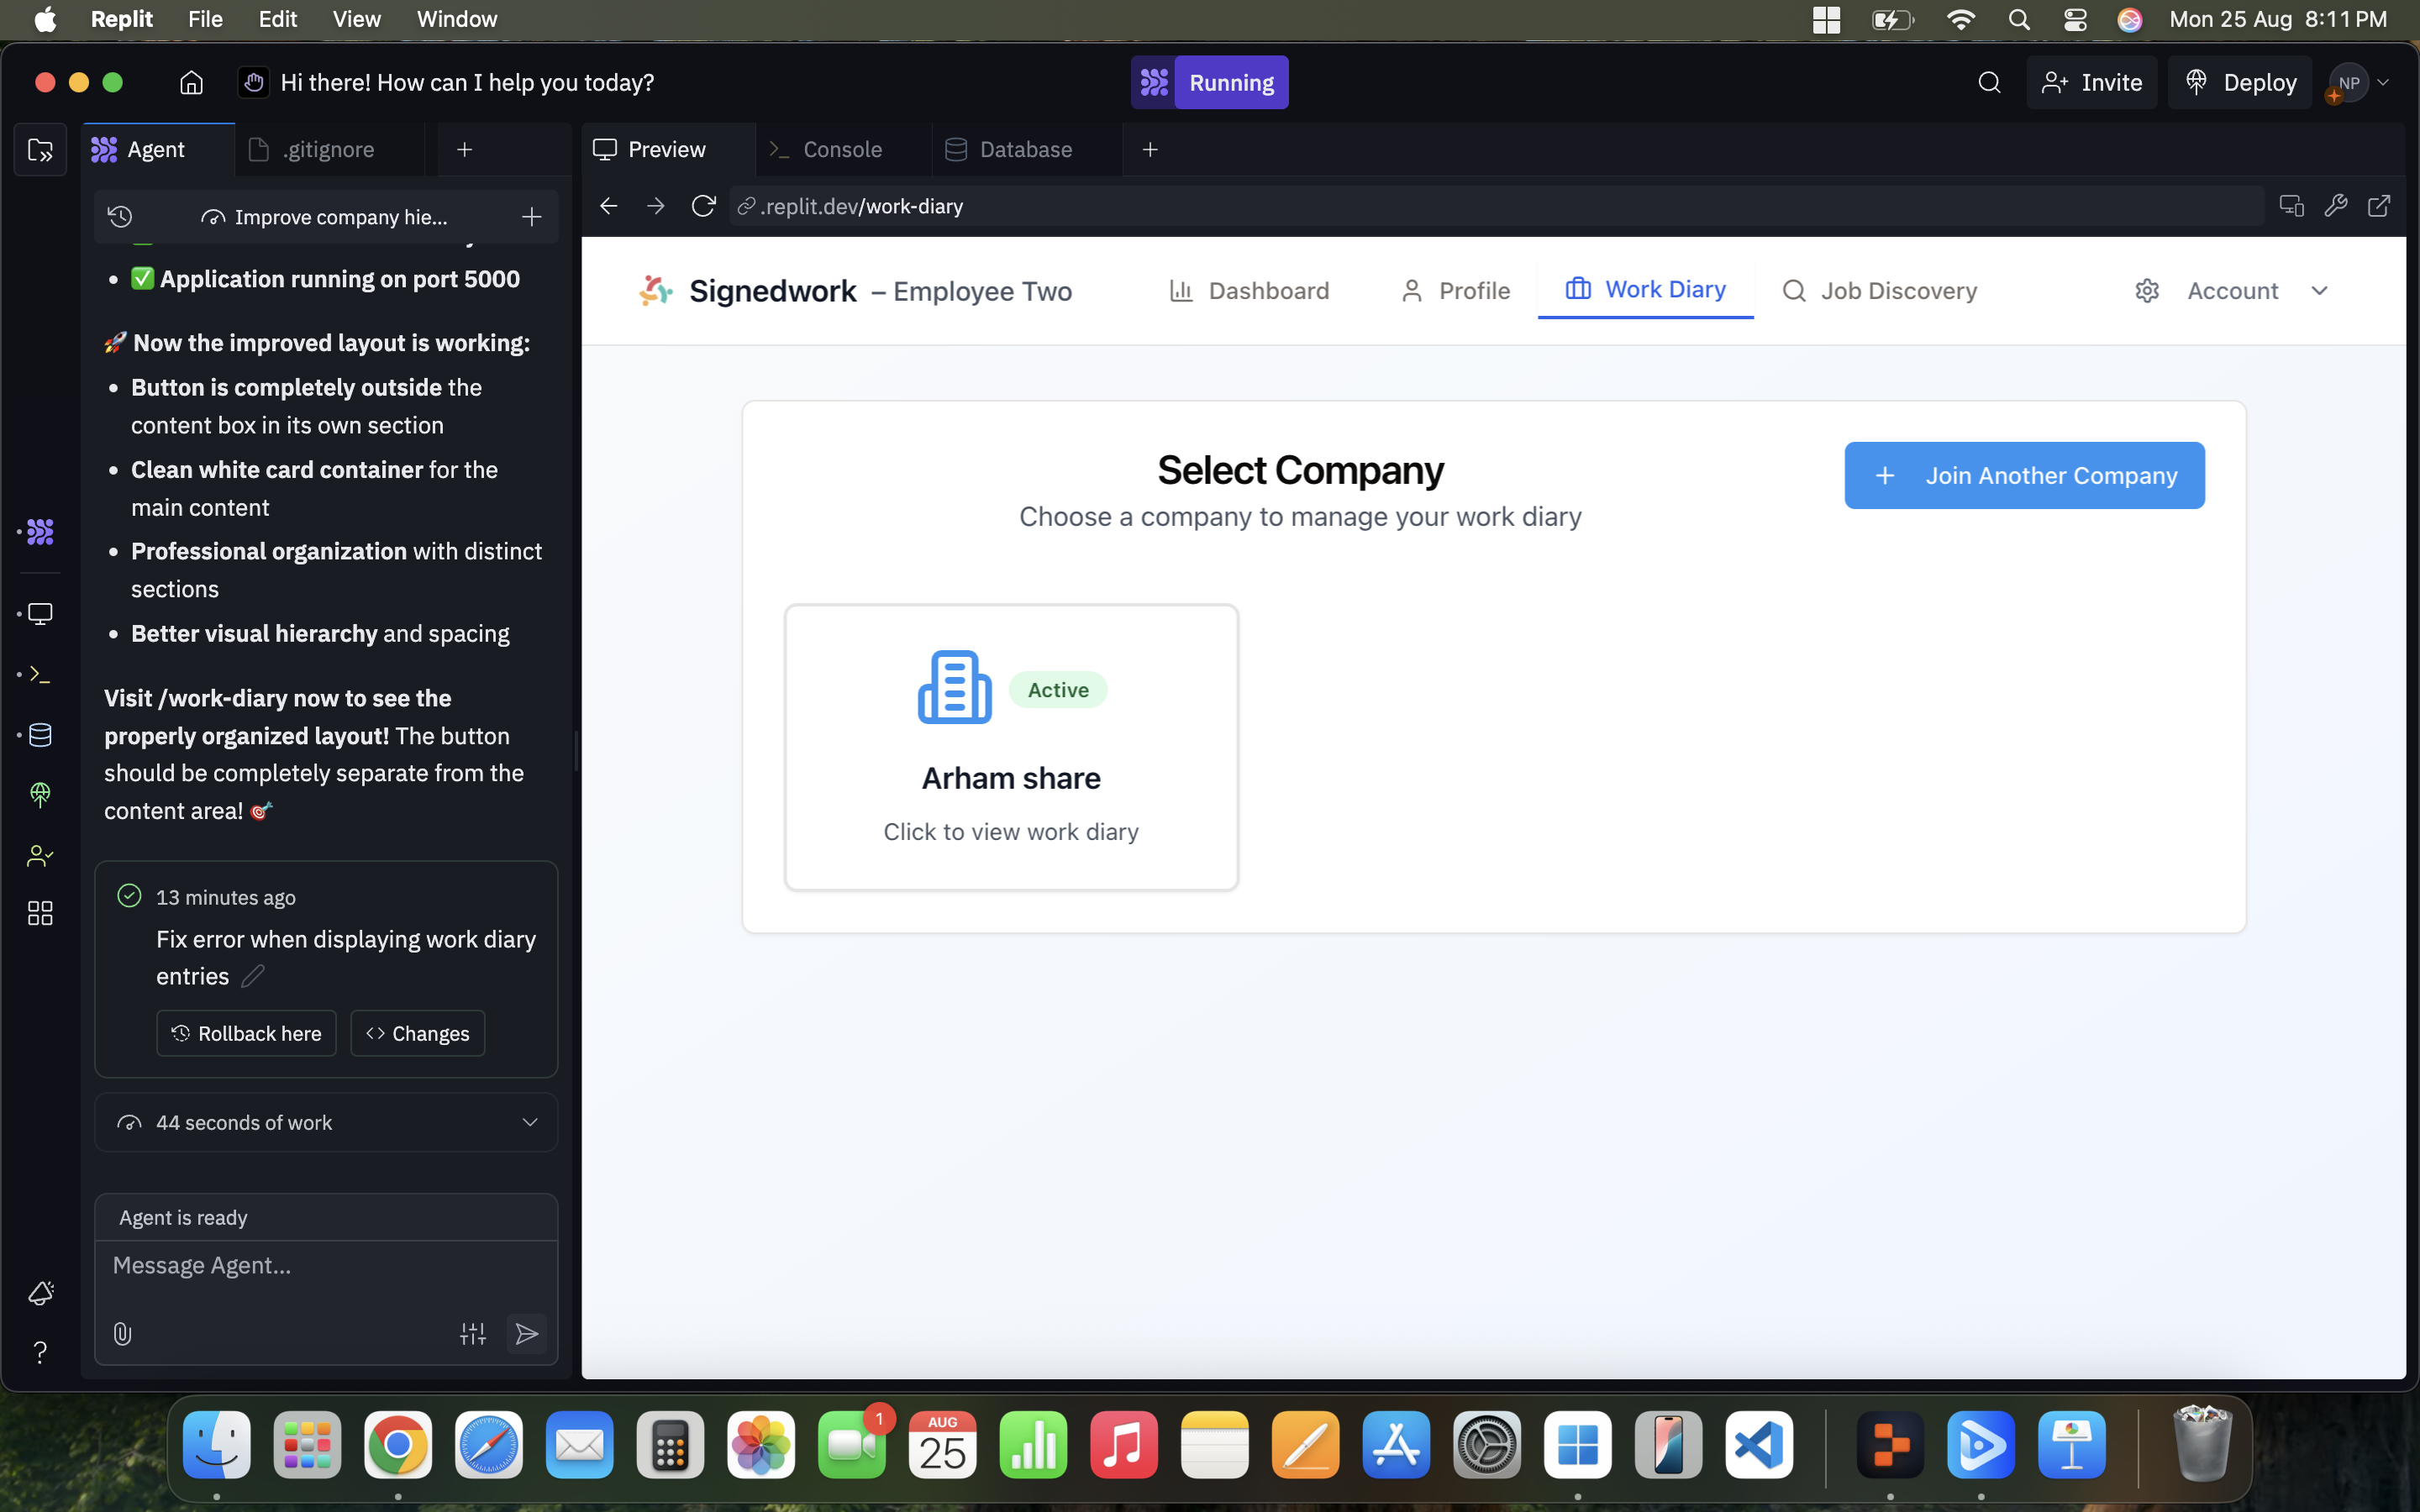 Replit File Edit View Window
Mon 25 Aug 8:11 PM
Hi there! How can I help you today?
Running
Invite
Deploy
NP
Agent
.gitignore
Preview
Console
Database
Improve company hie...
.replit.dev/work-diary
✅ Application running on port 5000
🚀 Now the improved layout is working:
Button is completely outside the
content box in its own section
Clean white card container for the
main content
Professional organization with distinct
sections
Better visual hierarchy and spacing
Visit /work-diary now to see the
properly organized layout! The button
should be completely separate from the
content area! 🎯
13 minutes ago
Fix error when displaying work diary
entries
Rollback here
Changes
44 seconds of work
Agent is ready
Message Agent...
Signedwork – Employee Two
Dashboard
Profile
Work Diary
Job Discovery
Account
Select Company
Choose a company to manage your work diary
Join Another Company
Active
Arham share
Click to view work diary
1
AUG
25